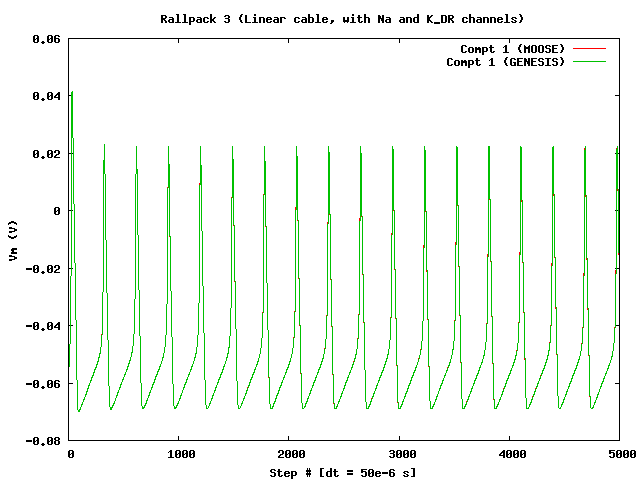 Rallpack 3 (Linear cable, with Na and K_DR channels)
Compt 1 (MOOSE)
Compt 1 (GENESIS)
0.06
0.04
0.02
0
-0.02
-0.04
-0.06
-0.08
Vm (V)
0 1000 2000 3000 4000 5000
Step # [dt = 50e-6 s]